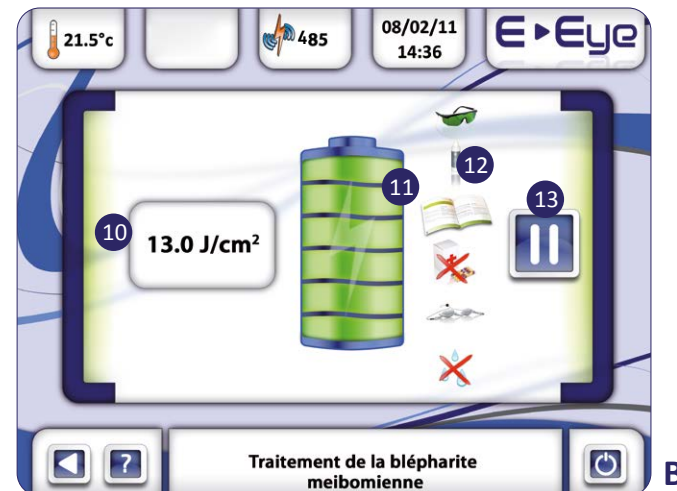 21.5°c
485
08/02/11
14:36
E▸Eye
10
13.0 J/cm²
11
12
13
?
Traitement de la blépharite
meibomienne
B